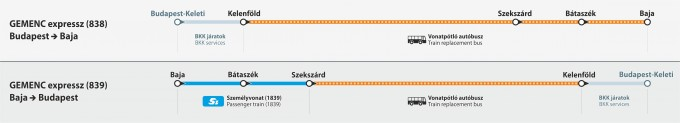 GEMENC expressz (838)
Budapest → Baja
Budapest-Keleti
Kelenföld
Szekszárd
Bátaszék
Baja
BKK járatok
BKK services
Vonatpótló autóbusz
Train replacement bus
GEMENC expressz (839)
Baja → Budapest
Baja
Bátaszék
Szekszárd
Kelenföld
Budapest-Keleti
Személyvonat (1839)
Passenger train (1839)
Vonatpótló autóbusz
Train replacement bus
BKK járatok
BKK services